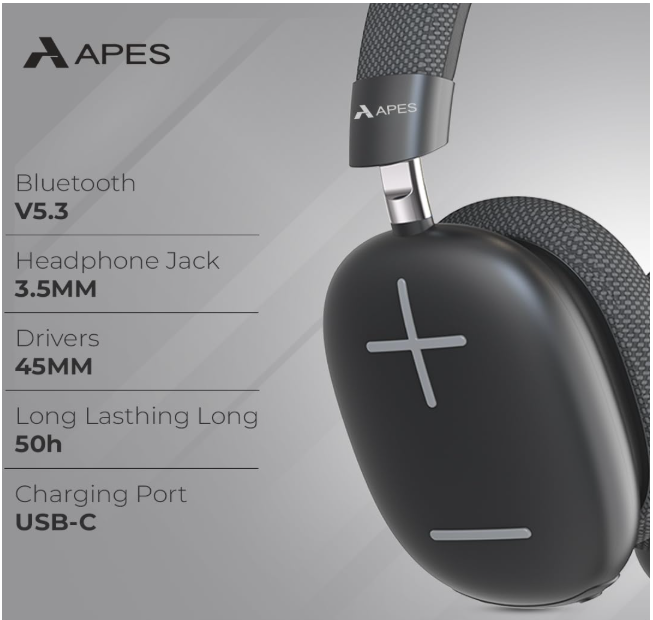 APES
APES
Bluetooth
V5.3
Headphone Jack
3.5MM
Drivers
45MM
Long Lasthing Long
50h
Charging Port
USB-C